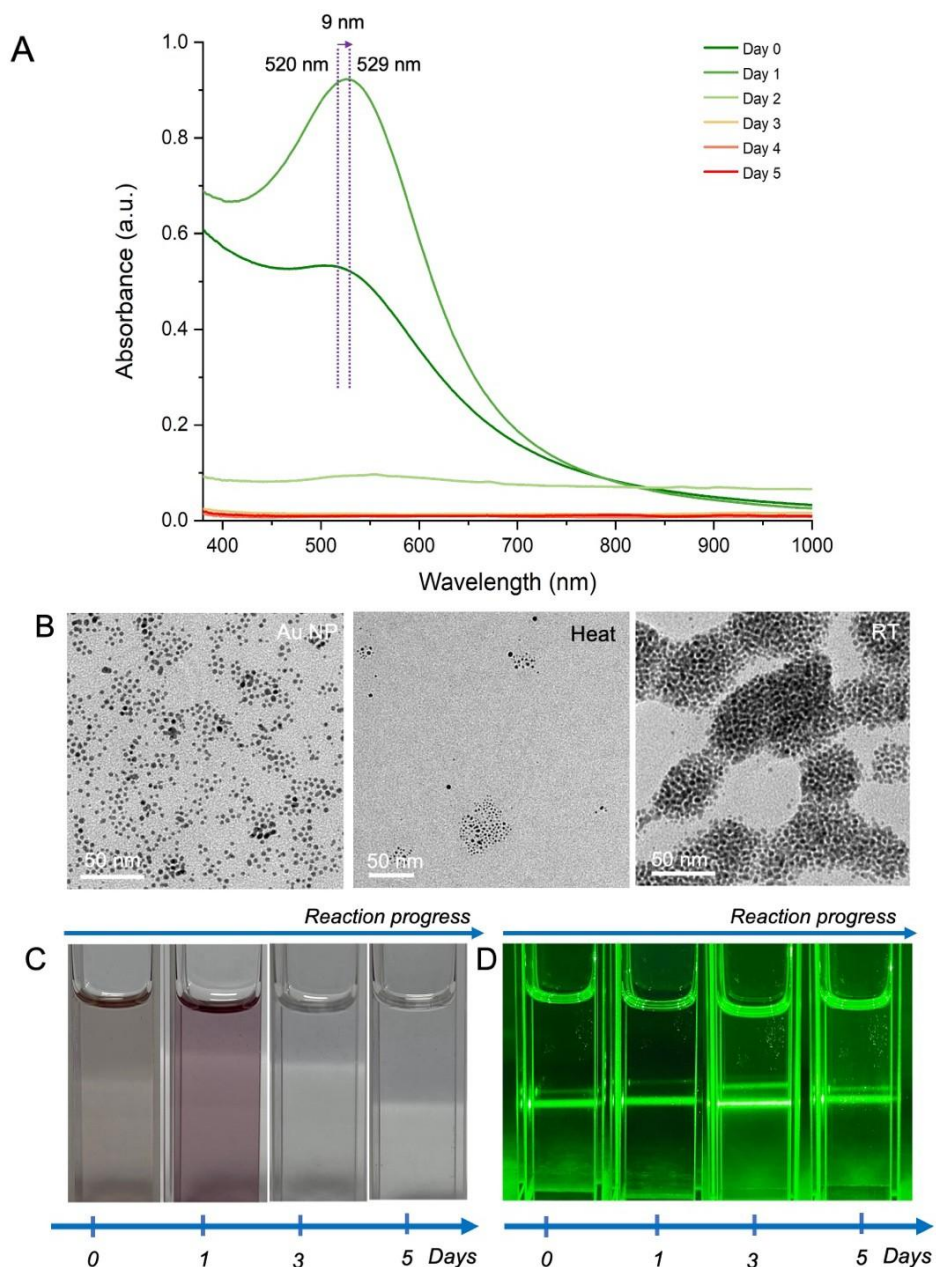 A
9 nm
520 nm
529 nm
Day 0
Day 1
Day 2
Day 3
Day 4
Day 5
1.0
0.8
0.6
0.4
0.2
0.0
Absorbance (a.u.)
400
500
600
700
800
900
1000
Wavelength (nm)
B
Au NP
50 nm
Heat
50 nm
RT
50 nm
Reaction progress
Reaction progress
C
D
0
1
3
5
Days
0
1
3
5
Days